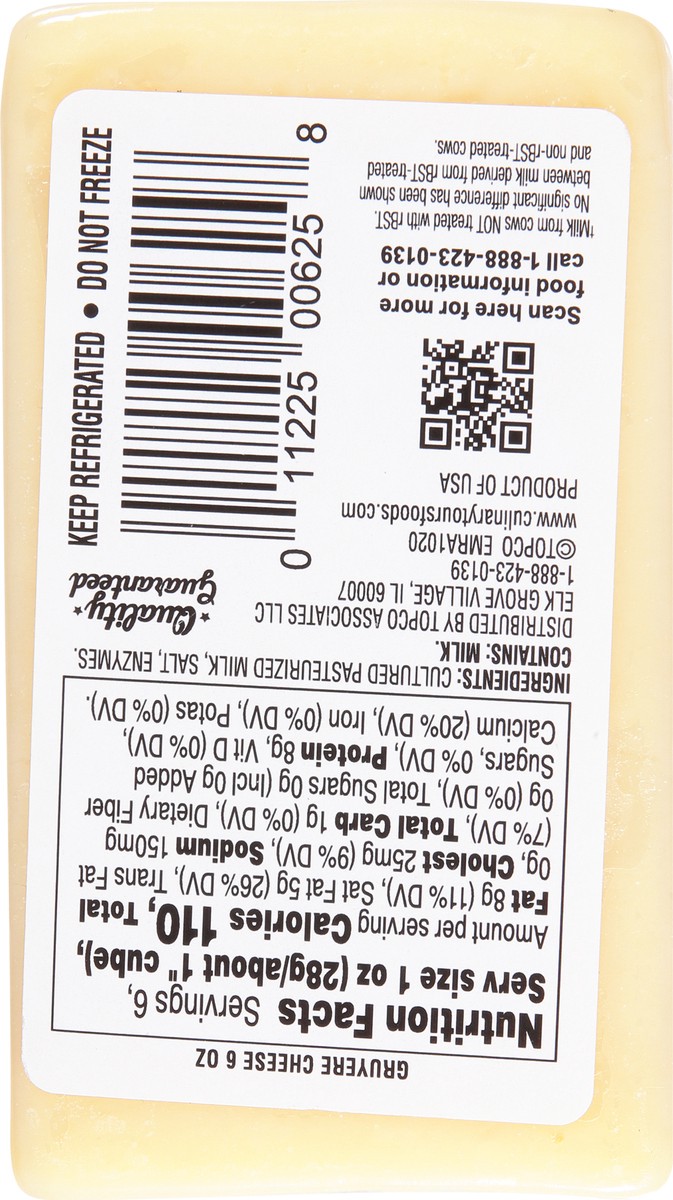 GRUYERE CHEESE 6 OZ
Nutrition Facts Servings 6,
Serv size 1 oz (28g/about 1" cube),
Amount per serving Calories 110, Total
Fat 8g (11% DV), Sat Fat 5g (26% DV), Trans Fat
0g, Cholest 25mg (9% DV), Sodium 150mg
(7% DV), Total Carb 1g (0% DV), Dietary Fiber
0g (0% DV), Total Sugars 0g (Incl 0g Added
Sugars, 0% DV), Protein 8g, Vit D (0% DV),
Calcium (20% DV), Iron (0% DV), Potas (0% DV).
INGREDIENTS: CULTURED PASTEURIZED MILK, SALT, ENZYMES.
CONTAINS: MILK.
DISTRIBUTED BY TOPCO ASSOCIATES LLC
ELK GROVE VILLAGE, IL 60007
1-888-423-0139
©TOPCO EMRA1020
www.culinarytoursfoods.com
PRODUCT OF USA
Quality
Guaranteed
Scan here for more
food information or
call 1-888-423-0139
†Milk from cows NOT treated with rBST.
No significant difference has been shown
between milk derived from rBST-treated
and non-rBST-treated cows.
KEEP REFRIGERATED • DO NOT FREEZE
0 11225 00625 8